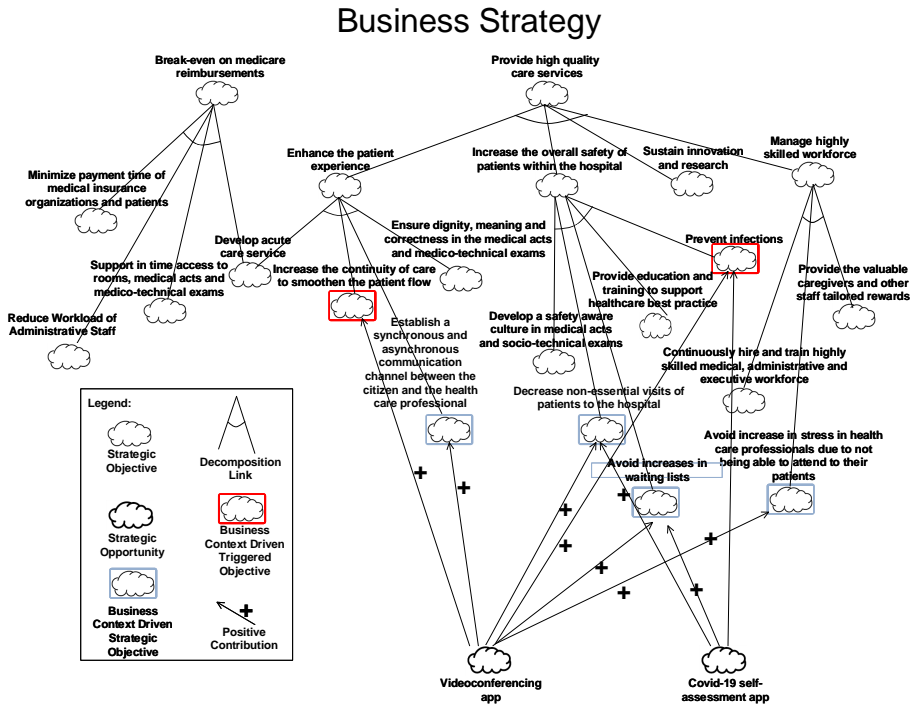 Business Strategy
Break-even on medicare
reimbursements
Provide high quality
care services
Enhance the patient
experience
Increase the overall safety of
patients within the hospital
Sustain innovation
and research
Manage highly
skilled workforce
Minimize payment time of
medical insurance
organizations and patients
Develop acute
care service
Ensure dignity, meaning and
correctness in the medical acts
and medico-technical exams
Prevent infections
Support in time access to
rooms, medical acts and
medico-technical exams
Increase the continuity of care
to smoothen the patient flow
Provide education and
training to support
healthcare best practice
Provide the valuable
caregivers and other
staff tailored rewards
Reduce Workload of
Administrative Staff
Establish a
synchronous and
asynchronous
communication
channel between the
citizen and the health
care professional
Develop a safety aware
culture in medical acts
and socio-technical exams
Continuously hire and train highly
skilled medical, administrative and
executive workforce
Decrease non-essential visits of
patients to the hospital
Avoid increase in stress in health
care professionals due to not
being able to attend to their
patients
Avoid increases in
waiting lists
Legend:
Strategic
Objective
Decomposition
Link
Strategic
Opportunity
Business
Context Driven
Triggered
Objective
Business
Context Driven
Strategic
Objective
Positive
Contribution
Videoconferencing
app
Covid-19 self-
assessment app